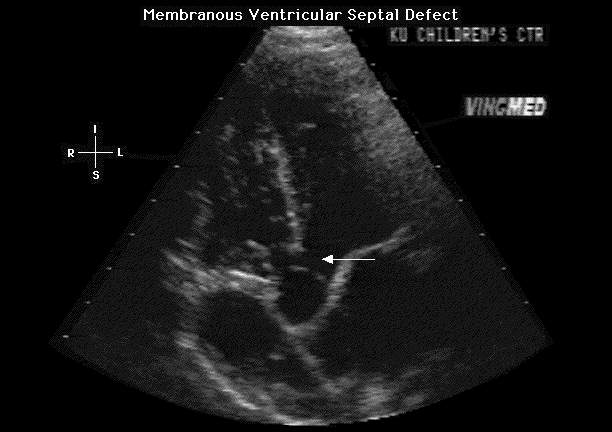 Membranous Ventricular Septal Defect
KU CHILDREN'S CTR
VINGMED
I
R L
S